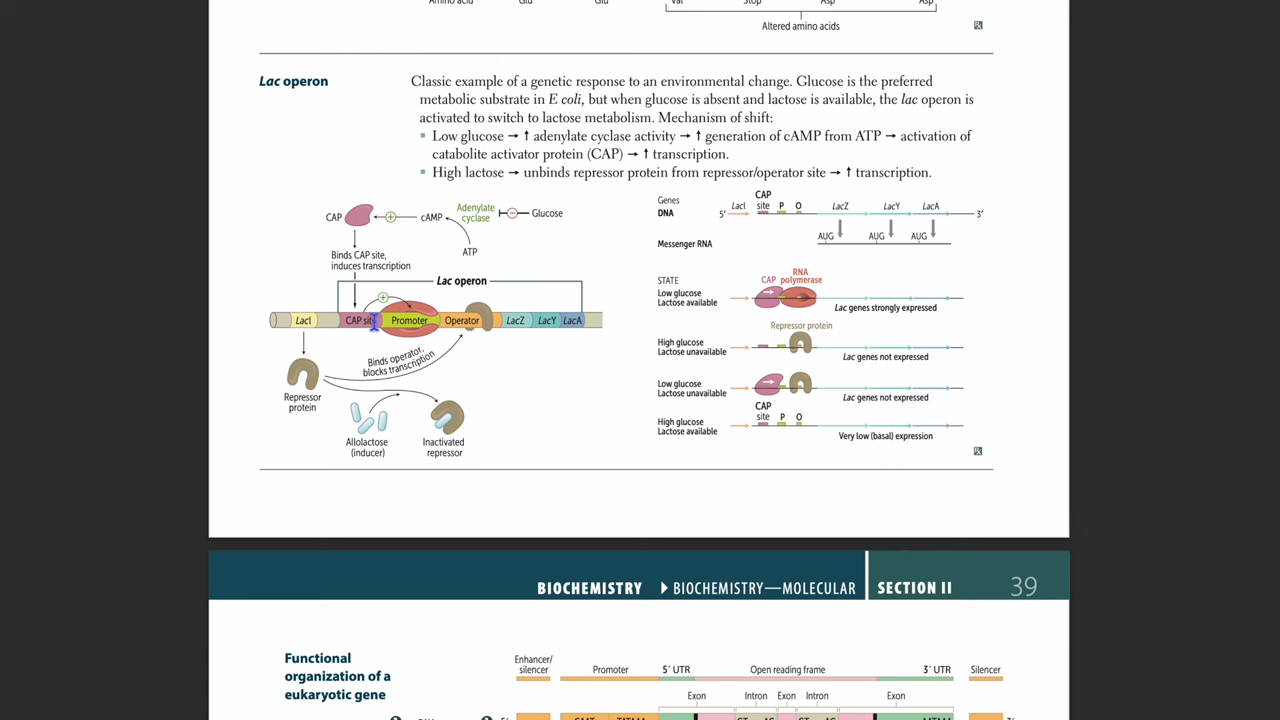 Amino acid Glu Glu Val Stop Asp Asp
Altered amino acids
Lac operon
Classic example of a genetic response to an environmental change. Glucose is the preferred
metabolic substrate in E coli, but when glucose is absent and lactose is available, the lac operon is
activated to switch to lactose metabolism. Mechanism of shift:
▪ Low glucose → ↑ adenylate cyclase activity → ↑ generation of cAMP from ATP → activation of
catabolite activator protein (CAP) → ↑ transcription.
▪ High lactose → unbinds repressor protein from repressor/operator site → ↑ transcription.
CAP
cAMP
Adenylate
cyclase
Glucose
ATP
Binds CAP site,
induces transcription
Lac operon
LacI CAP site Promoter Operator LacZ LacY LacA
Binds operator,
blocks transcription
Repressor
protein
Allolactose
(inducer)
Inactivated
repressor
Genes
DNA
5′ LacI CAP
site P O LacZ LacY LacA 3′
Messenger RNA
AUG AUG AUG
STATE
CAP RNA
polymerase
Low glucose
Lactose available
Lac genes strongly expressed
Repressor protein
High glucose
Lactose unavailable
Lac genes not expressed
Low glucose
Lactose unavailable
Lac genes not expressed
CAP
site P O
High glucose
Lactose available
Very low (basal) expression
BIOCHEMISTRY ▶ BIOCHEMISTRY—MOLECULAR SECTION II 39
Functional
organization of a
eukaryotic gene
Enhancer/
silencer
Promoter 5′ UTR Open reading frame 3′ UTR Silencer
Exon Intron Exon Intron Exon